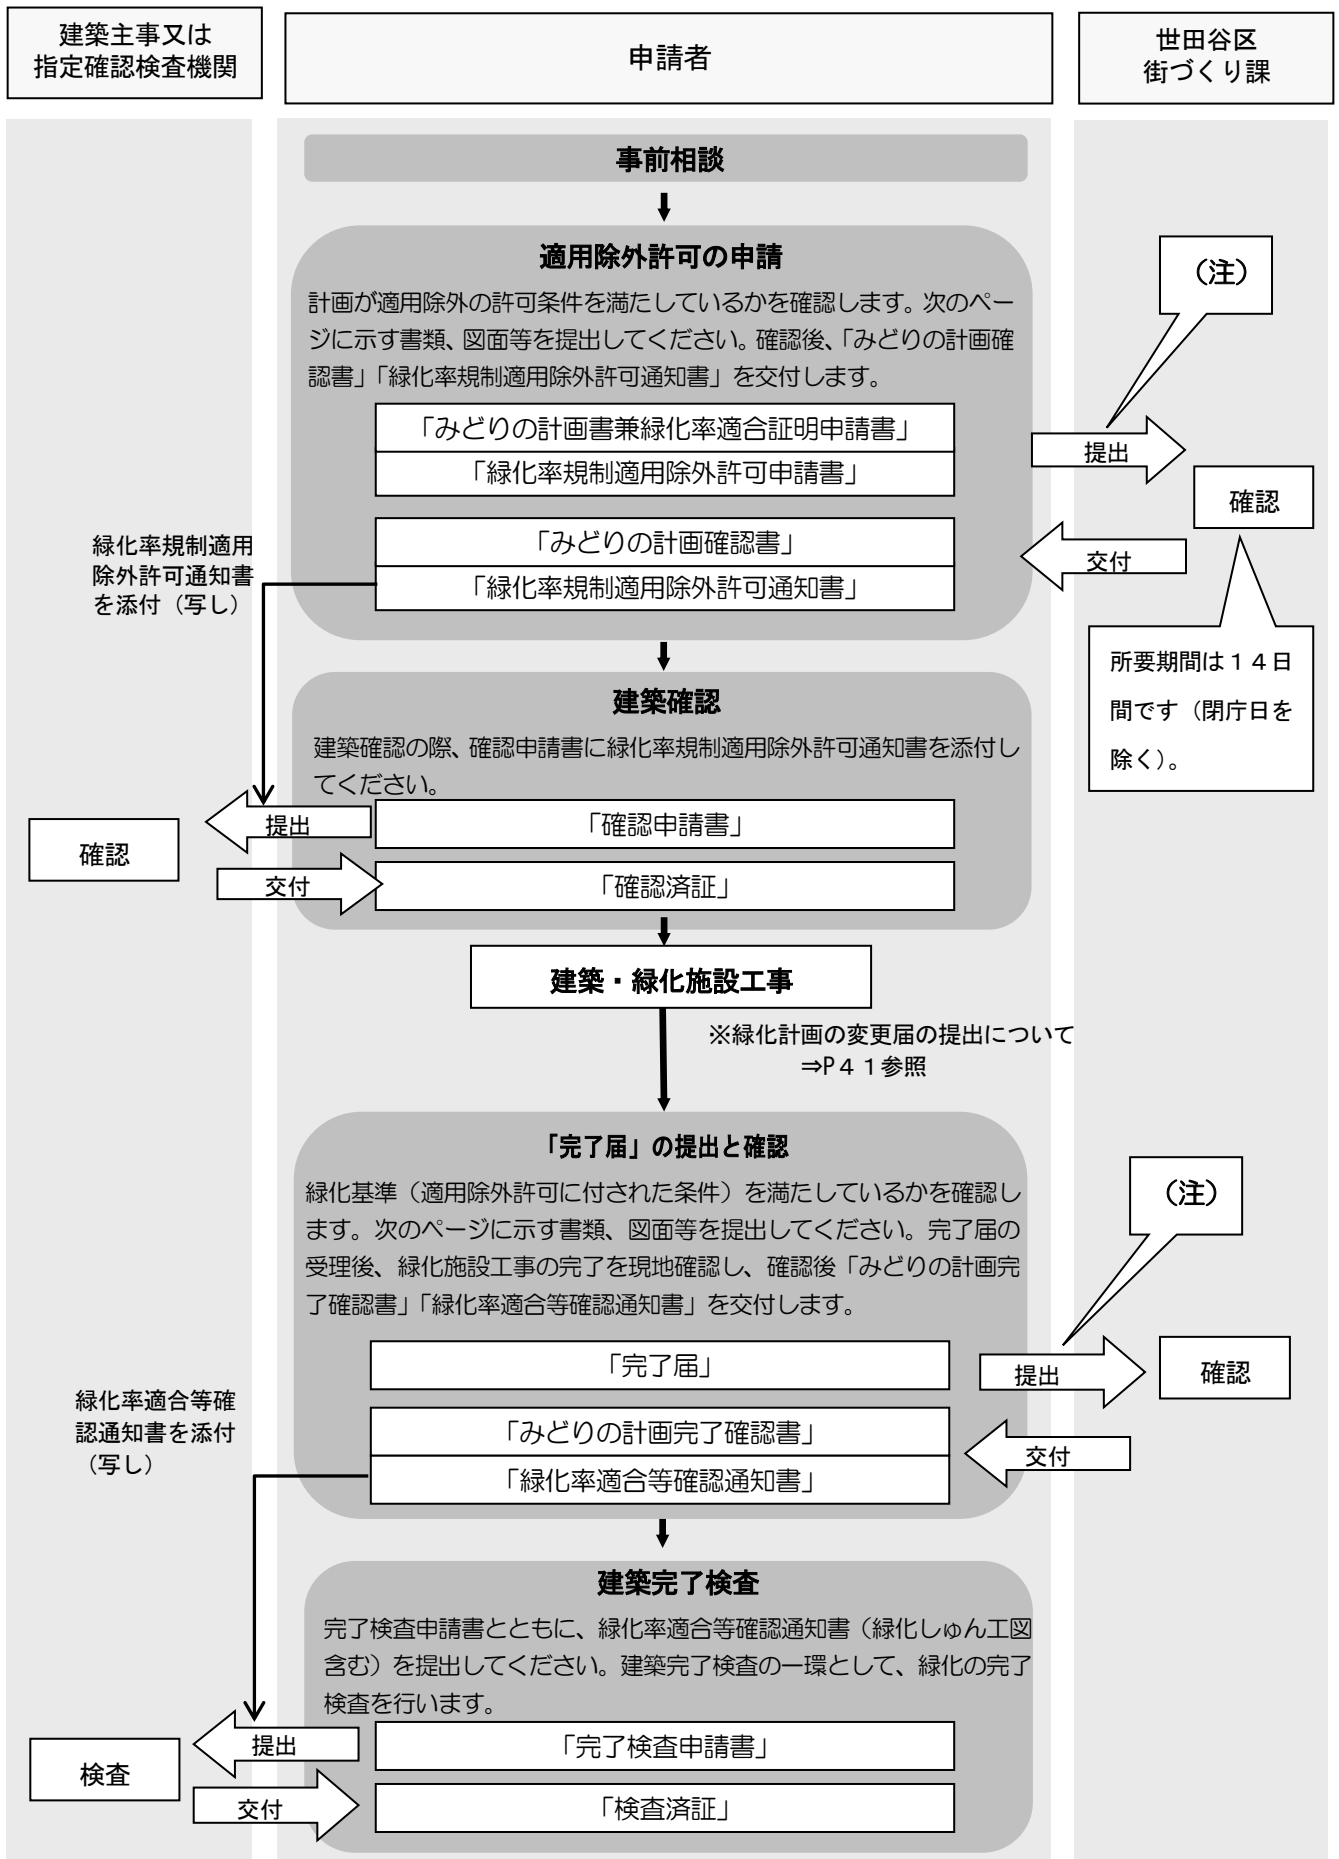 建築主事又は
指定確認検査機関
申請者
世田谷区
街づくり課
事前相談
適用除外許可の申請
計画が適用除外の許可条件を満たしているかを確認します。次のペー
ジに示す書類、図面等を提出してください。確認後、「みどりの計画確
認書」「緑化率規制適用除外許可通知書」を交付します。
(注)
「みどりの計画書兼緑化率適合証明申請書」
「緑化率規制適用除外許可申請書」
提出
確認
「みどりの計画確認書」
「緑化率規制適用除外許可通知書」
交付
緑化率規制適用
除外許可通知書
を添付（写し）
所要期間は１４日
間です（閉庁日を
除く）。
建築確認
建築確認の際、確認申請書に緑化率規制適用除外許可通知書を添付し
てください。
提出
「確認申請書」
確認
交付
「確認済証」
建築・緑化施設工事
※緑化計画の変更届の提出について
⇒P４１参照
「完了届」の提出と確認
緑化基準（適用除外許可に付された条件）を満たしているかを確認し
ます。次のページに示す書類、図面等を提出してください。完了届の
受理後、緑化施設工事の完了を現地確認し、確認後「みどりの計画完
了確認書」「緑化率適合等確認通知書」を交付します。
(注)
「完了届」
提出
確認
「みどりの計画完了確認書」
「緑化率適合等確認通知書」
交付
緑化率適合等確
認通知書を添付
（写し）
建築完了検査
完了検査申請書とともに、緑化率適合等確認通知書（緑化しゅん工図
含む）を提出してください。建築完了検査の一環として、緑化の完了
検査を行います。
提出
「完了検査申請書」
検査
交付
「検査済証」